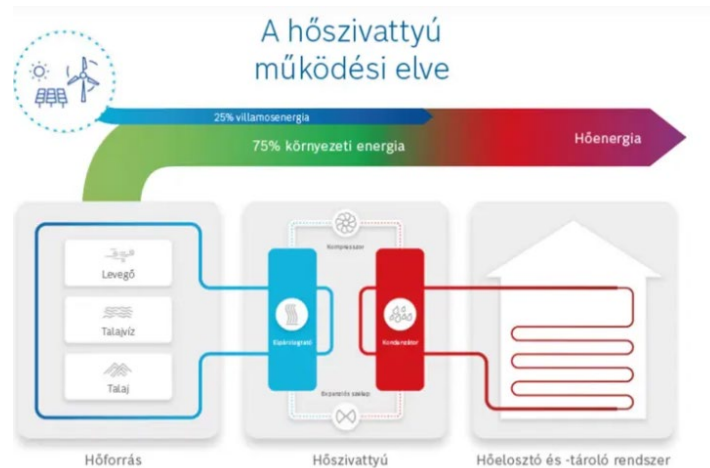 A hőszivattyú
működési elve
25% villamosenergia
75% környezeti energia
Hőenergia
Levegő
Talajvíz
Talaj
Kompresszor
Elpárologtató
Kondenzátor
Expanziós szelep
Hőforrás
Hőszivattyú
Hőelosztó és -tároló rendszer